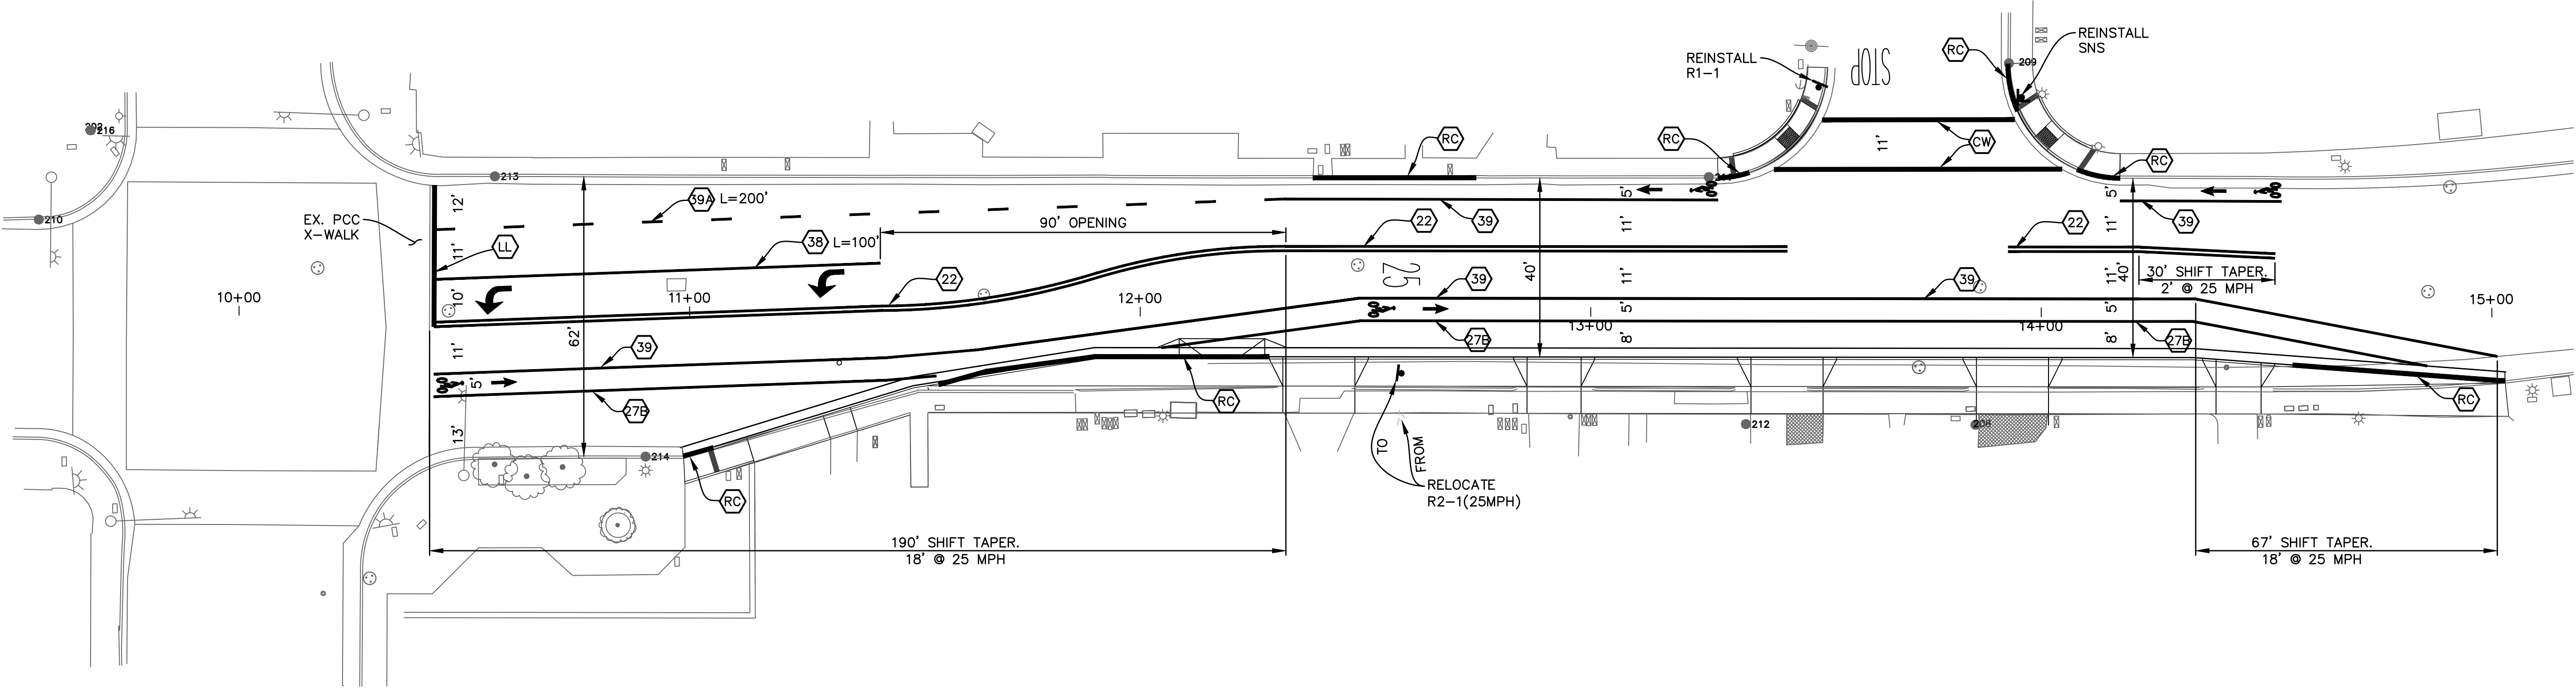 RC
209
REINSTALL
SNS
REINSTALL
R1-1
STOP
216
RC
RC
11'
CW
RC
213
210
12'
39A L=200'
5'
5'
EX. PCC
X-WALK
LL
11'
38 L=100'
90' OPENING
22
11'
39
22
11'
39
10+00
10'
11+00
22
12+00
25
40'
39
11'
39
11'
40'
30' SHIFT TAPER.
2' @ 25 MPH
15+00
62'
5'
13+00
14+00
5'
11'
39
27B
8'
8'
27B
5'
27B
RC
RC
13'
214
212
TO
FROM
RC
RELOCATE
R2-1(25MPH)
190' SHIFT TAPER.
18' @ 25 MPH
67' SHIFT TAPER.
18' @ 25 MPH